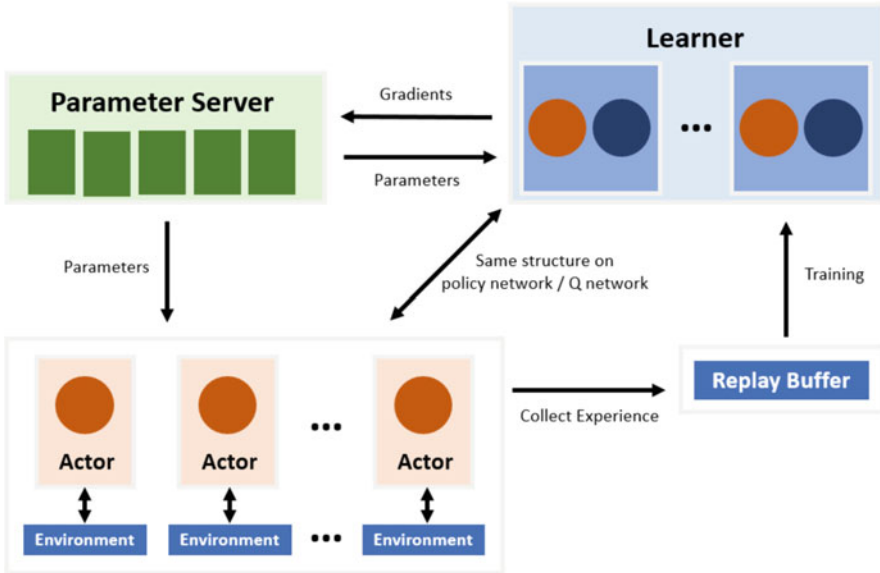 Learner
Parameter Server
Gradients
...
Parameters
Parameters
Same structure on
policy network / Q network
Training
Replay Buffer
Collect Experience
...
Actor
Actor
Actor
Environment
Environment
...
Environment